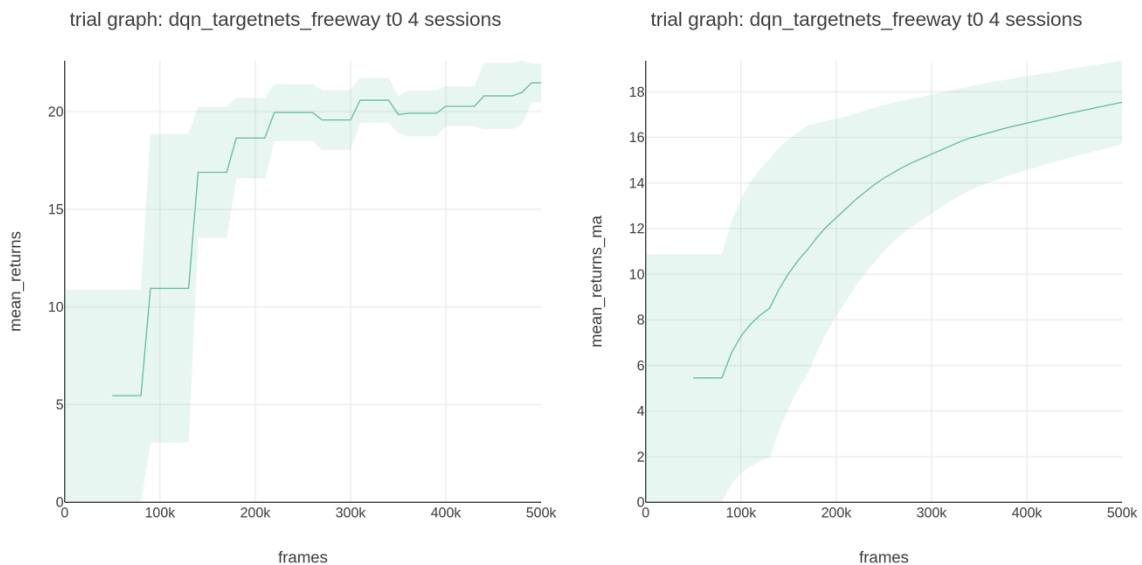 trial graph: dqn_targetnets_freeway t0 4 sessions
mean_returns
20
15
10
5
0
0
100k
200k
300k
400k
500k
frames
trial graph: dqn_targetnets_freeway t0 4 sessions
mean_returns_ma
18
16
14
12
10
8
6
4
2
0
0
100k
200k
300k
400k
500k
frames